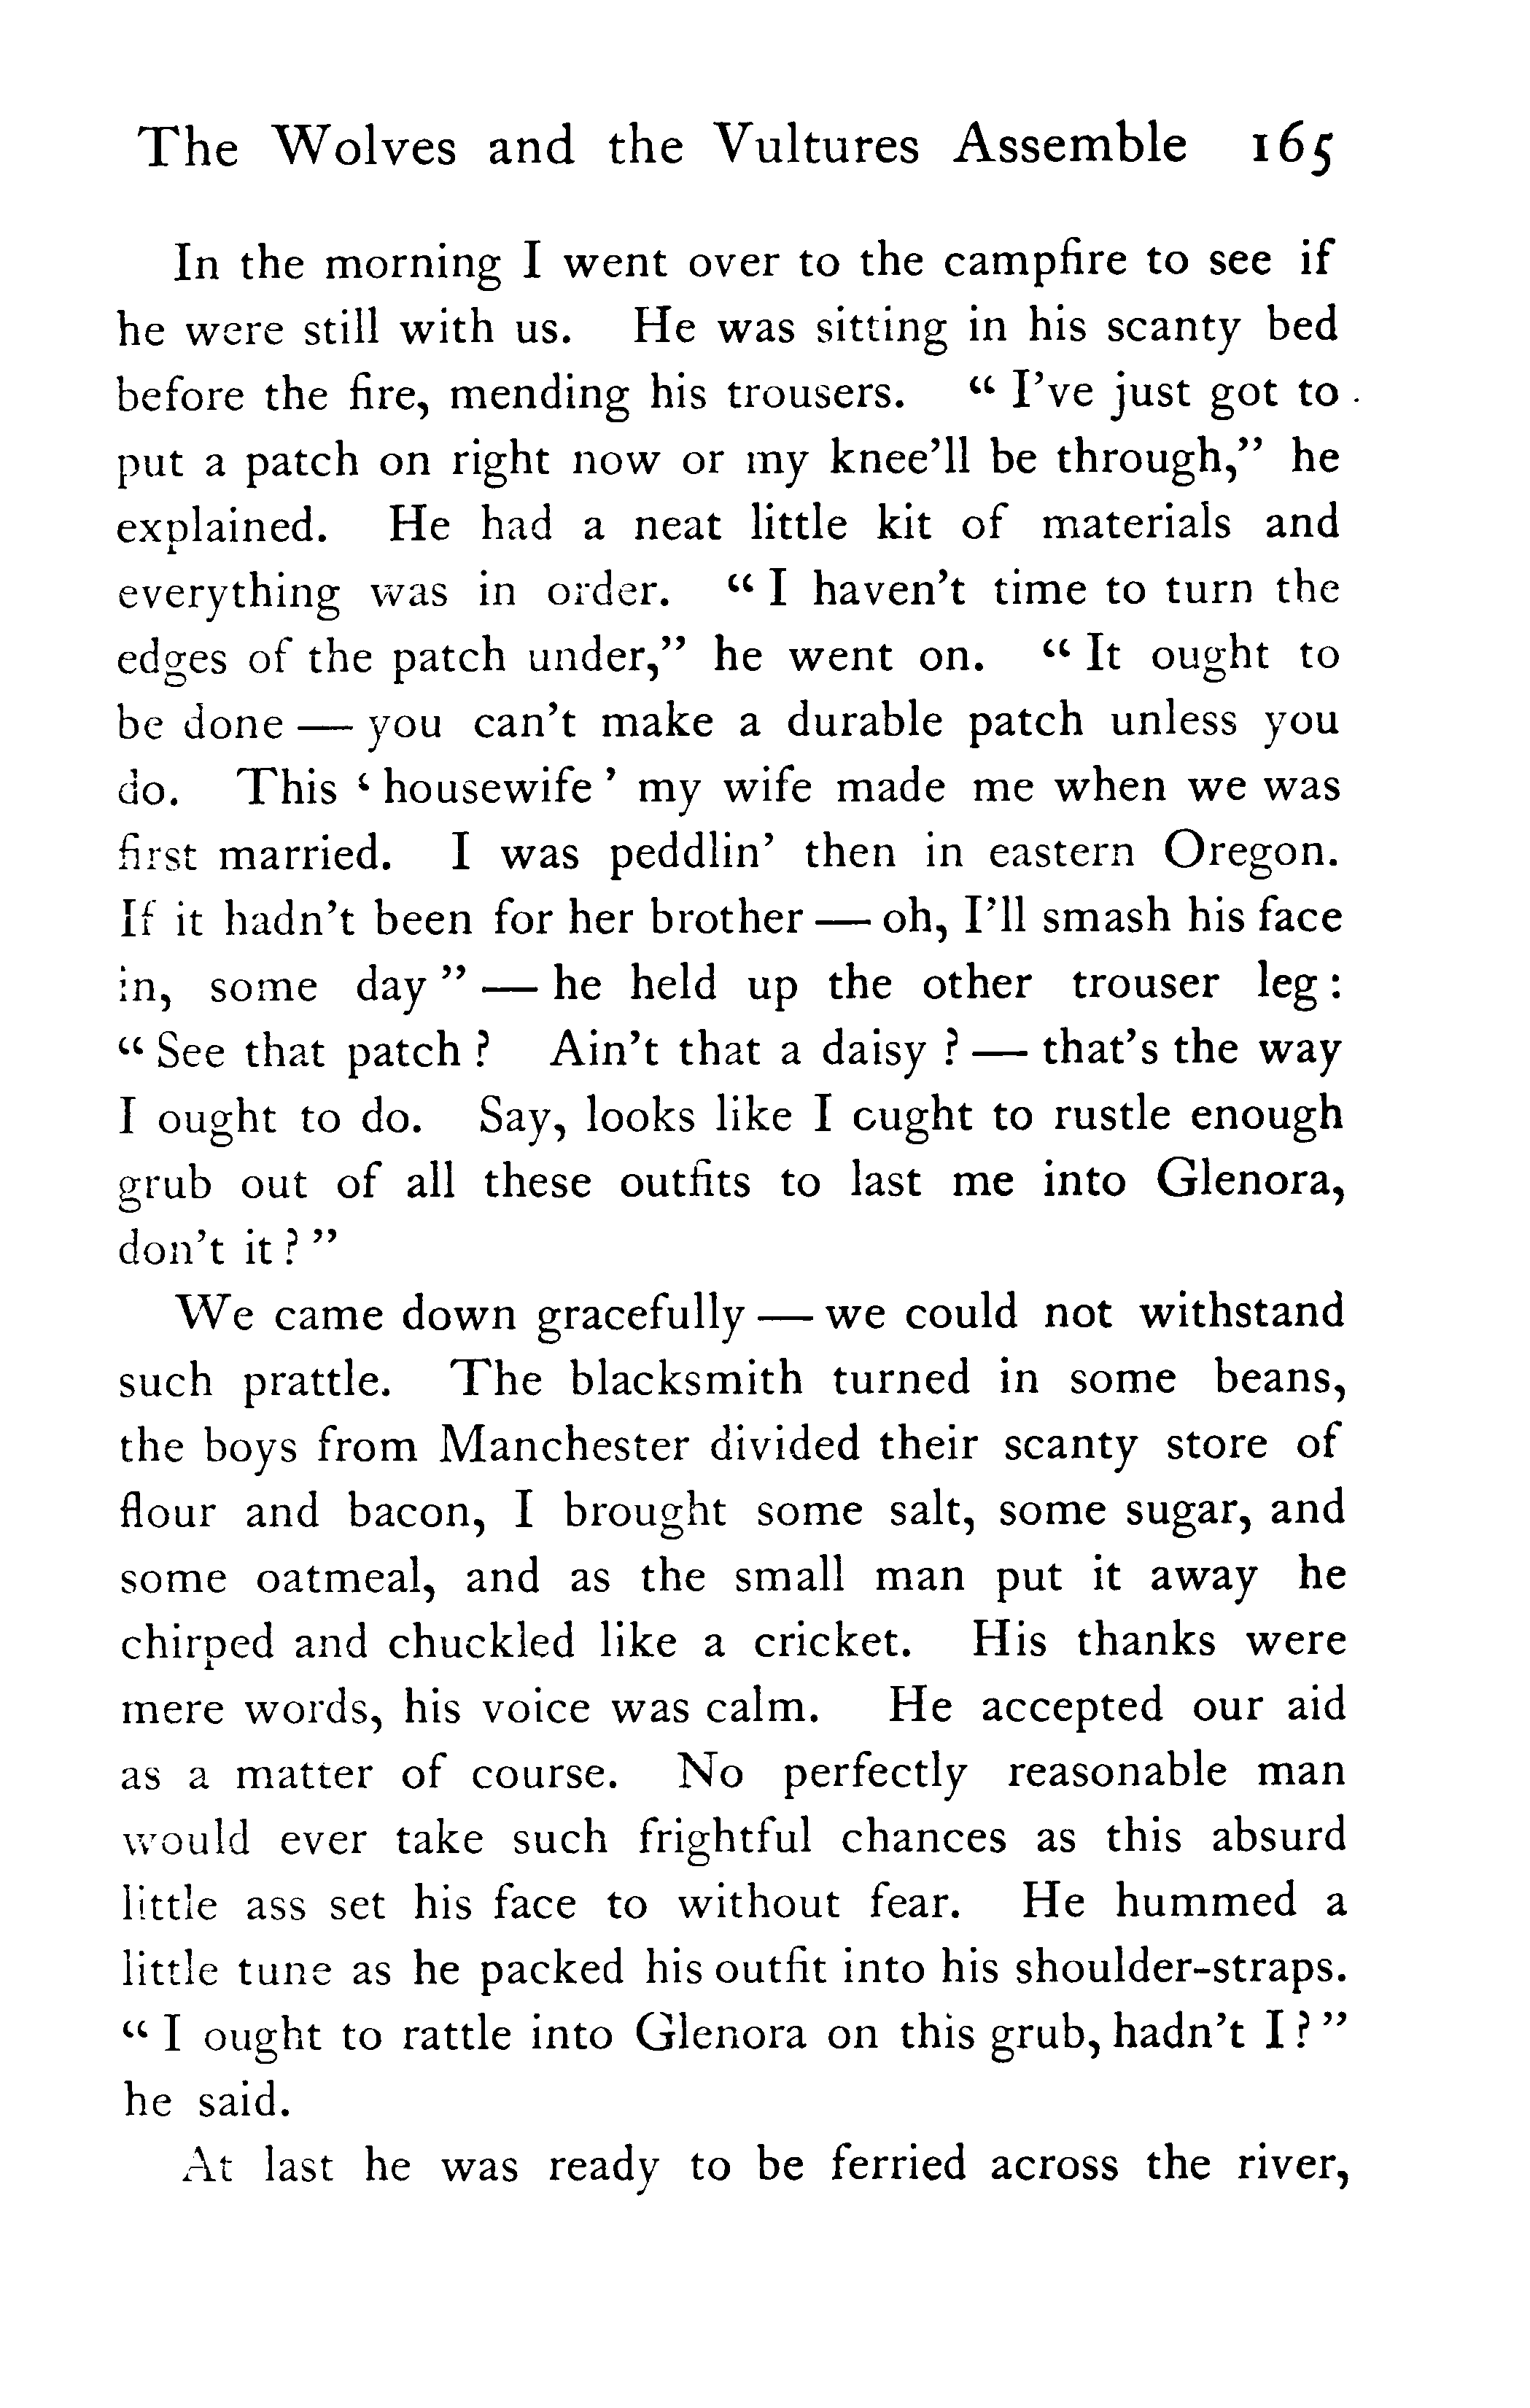 The Wolves and the Vultures Assemble 165
In the morning I went over to the campfire to see if
he were still with us. He was sitting in his scanty bed
before the fire, mending his trousers. “I’ve just got to
put a patch on right now or my knee’ll be through,” he
explained. He had a neat little kit of materials and
everything was in order. “I haven’t time to turn the
edges of the patch under,” he went on. “It ought to
be done — you can’t make a durable patch unless you
do. This ‘housewife’ my wife made me when we was
first married. I was peddlin’ then in eastern Oregon.
If it hadn’t been for her brother — oh, I’ll smash his face
in, some day” — he held up the other trouser leg:
“See that patch? Ain’t that a daisy? — that’s the way
I ought to do. Say, looks like I ought to rustle enough
grub out of all these outfits to last me into Glenora,
don’t it?”
We came down gracefully — we could not withstand
such prattle. The blacksmith turned in some beans,
the boys from Manchester divided their scanty store of
flour and bacon, I brought some salt, some sugar, and
some oatmeal, and as the small man put it away he
chirped and chuckled like a cricket. His thanks were
mere words, his voice was calm. He accepted our aid
as a matter of course. No perfectly reasonable man
would ever take such frightful chances as this absurd
little ass set his face to without fear. He hummed a
little tune as he packed his outfit into his shoulder-straps.
“I ought to rattle into Glenora on this grub, hadn’t I?”
he said.
At last he was ready to be ferried across the river,